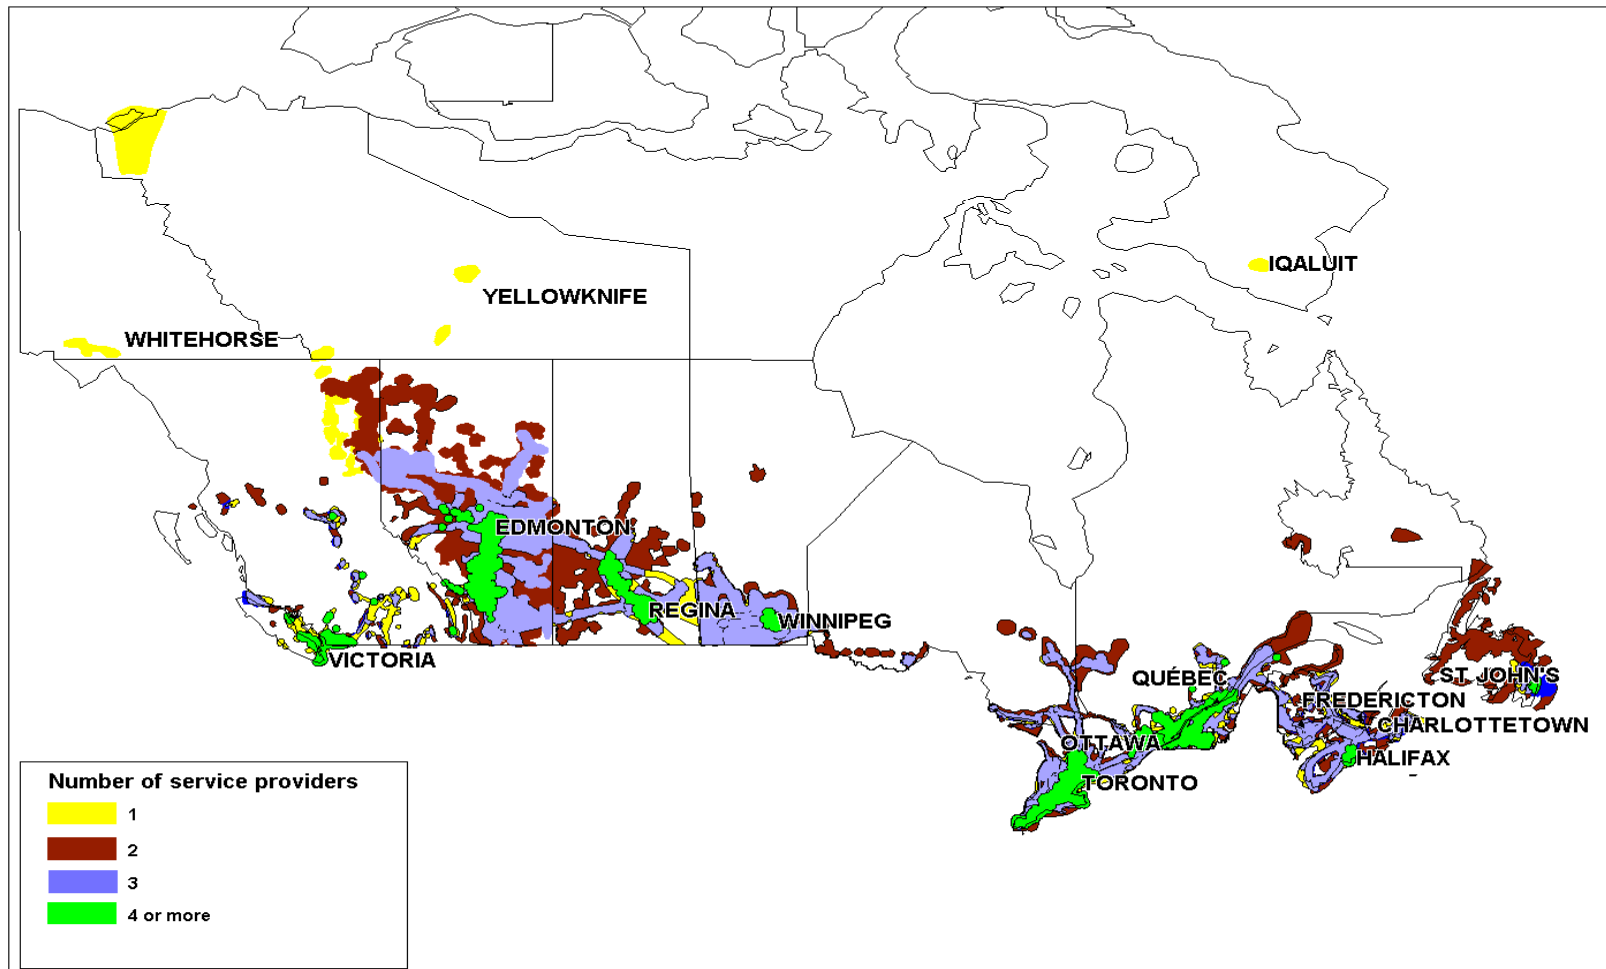 IQALUIT
YELLOWKNIFE
WHITEHORSE
EDMONTON
REGINA
WINNIPEG
VICTORIA
QUÉBEC
ST JOHN'S
FREDERICTON
CHARLOTTETOWN
OTTAWA
HALIFAX
TORONTO
Number of service providers
1
2
3
4 or more